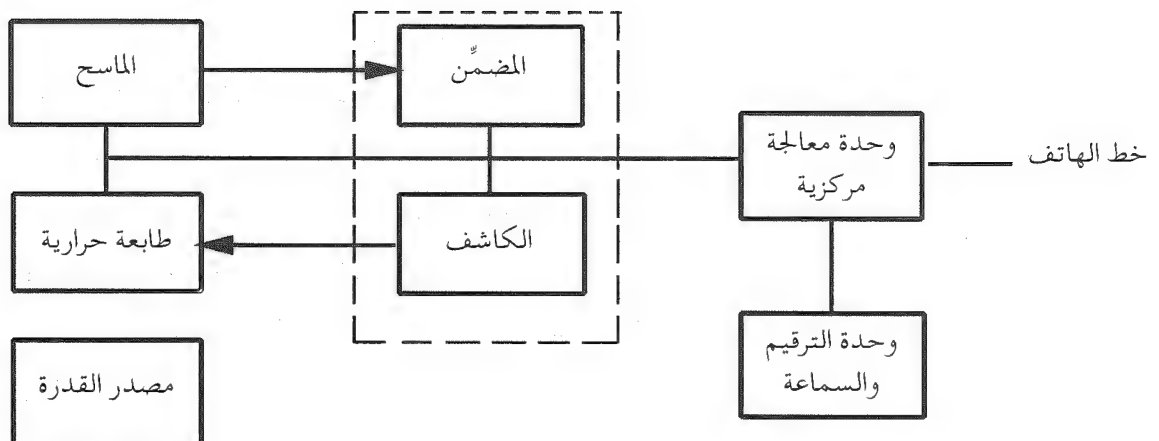 الماسح
المضمِّن
وحدة معالجة
مركزية
خط الهاتف
طابعة حرارية
الكاشف
وحدة الترقيم
والسماعة
مصدر القدرة